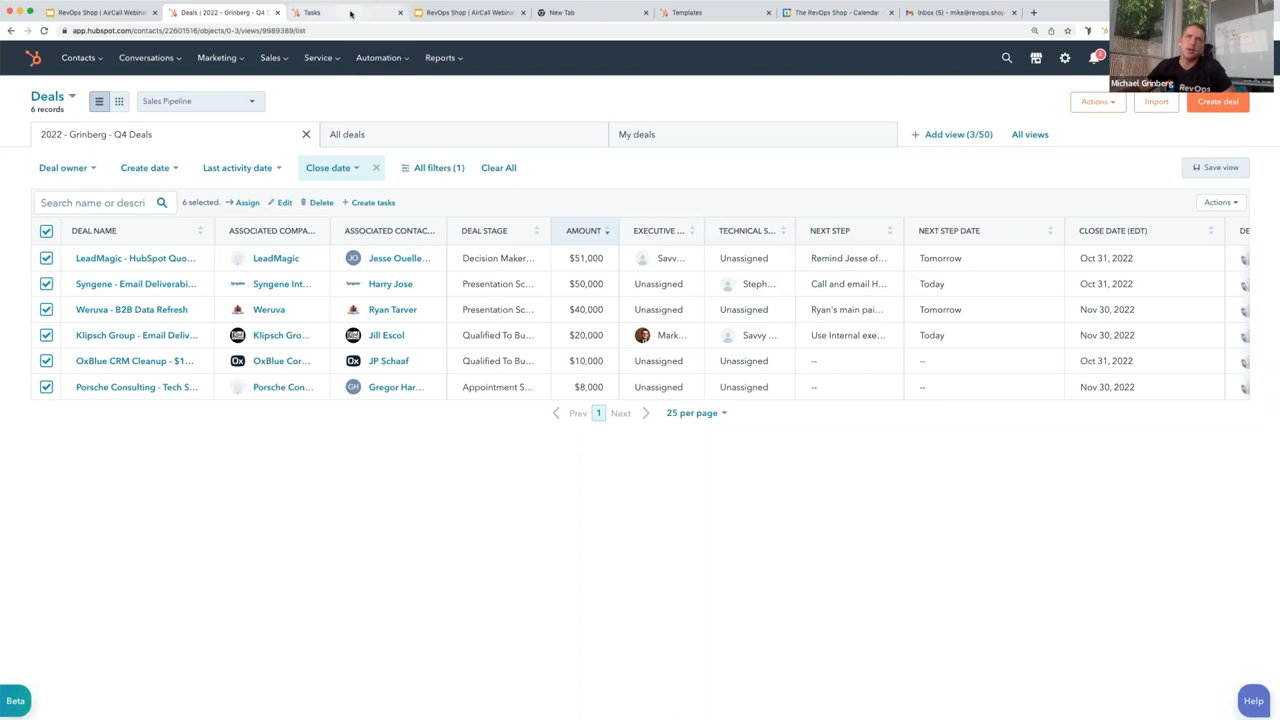 RevOps Shop | AirCall Webinar
Deals | 2022 - Grinberg - Q4
Tasks
RevOps Shop | AirCall Webinar
New Tab
Templates
The RevOps Shop - Calendar
Inbox (5) - mike@revops.shop
app.hubspot.com/contacts/22601516/objects/0-3/views/9989389/list
Contacts
Conversations
Marketing
Sales
Service
Automation
Reports
2
Michael Grinberg
RevOps
Deals
6 records
Sales Pipeline
Actions
Import
Create deal
2022 - Grinberg - Q4 Deals
All deals
My deals
Add view (3/50)
All views
Deal owner
Create date
Last activity date
Close date
All filters (1)
Clear All
Save view
Search name or descri
6 selected.
Assign
Edit
Delete
Create tasks
Actions
DEAL NAME ASSOCIATED COMPA... ASSOCIATED CONTAC... DEAL STAGE AMOUNT EXECUTIVE ... TECHNICAL S... NEXT STEP NEXT STEP DATE CLOSE DATE (EDT) DE
LeadMagic - HubSpot Quo... LeadMagic JO Jesse Ouelle... Decision Maker... $51,000 Savv... Unassigned Remind Jesse of... Tomorrow Oct 31, 2022
Syngene - Email Deliverabi... Syngene Int... Harry Jose Presentation Sc... $50,000 Unassigned Steph... Call and email H... Today Oct 31, 2022
Weruva - B2B Data Refresh Weruva Ryan Tarver Presentation Sc... $40,000 Unassigned Unassigned Ryan's main pai... Tomorrow Nov 30, 2022
Klipsch Group - Email Deliv... Klipsch Gro... Jill Escol Qualified To Bu... $20,000 Mark... Savvy ... Use Internal exe... Today Nov 30, 2022
OxBlue CRM Cleanup - $1... Ox OxBlue Cor... Ox JP Schaaf Qualified To Bu... $10,000 Unassigned Unassigned -- -- Oct 31, 2022
Porsche Consulting - Tech S... Porsche Con... GH Gregor Har... Appointment S... $8,000 Unassigned Unassigned -- -- Nov 30, 2022
Prev 1 Next 25 per page
Beta
Help